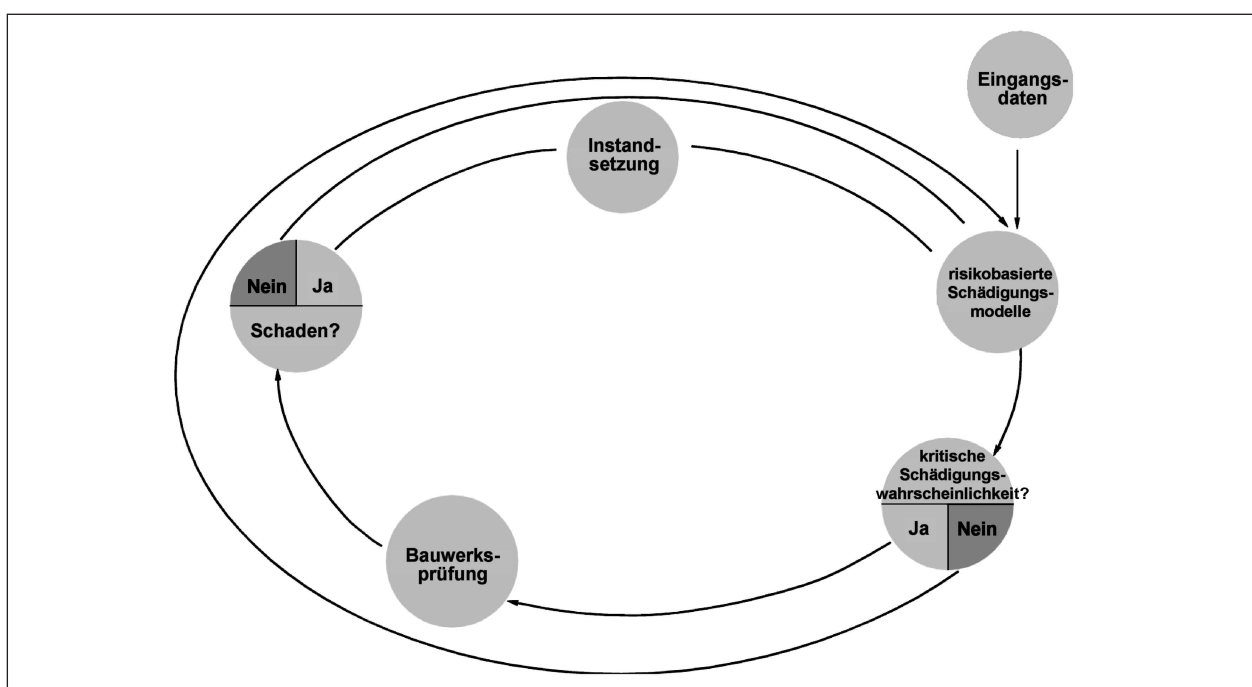 Eingangs-
daten
Instand-
setzung
risikobasierte
Schädigungs-
modelle
Nein Ja
Schaden?
kritische
Schädigungs-
wahrscheinlichkeit?
Ja Nein
Bauwerks-
prüfung